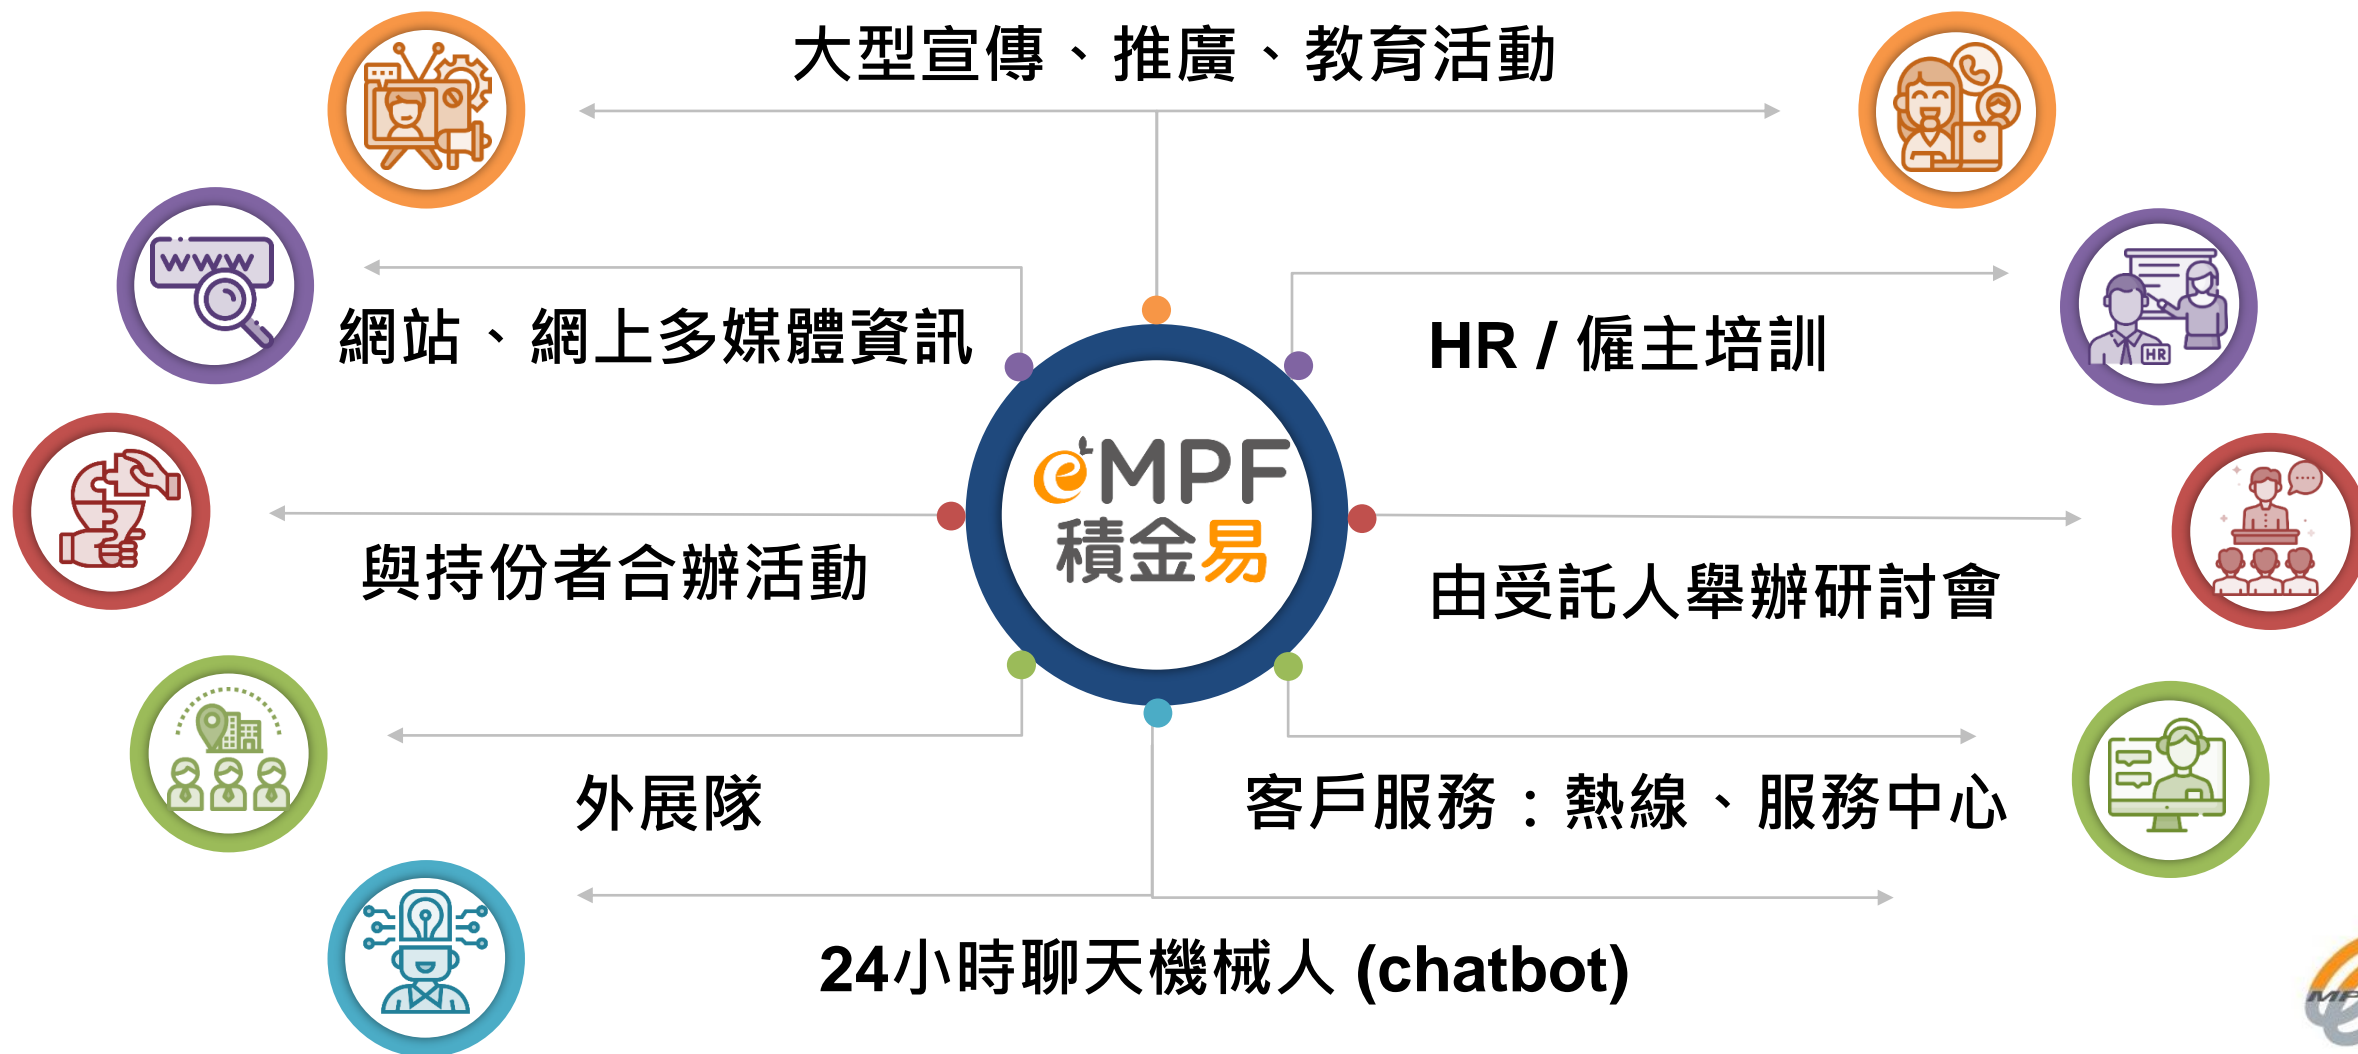 大型宣傳、推廣、教育活動
網站、網上多媒體資訊
HR / 僱主培訓
www
HR
eMPF
積金易
與持份者合辦活動
由受託人舉辦研討會
外展隊
客戶服務：熱線、服務中心
24小時聊天機械人 (chatbot)